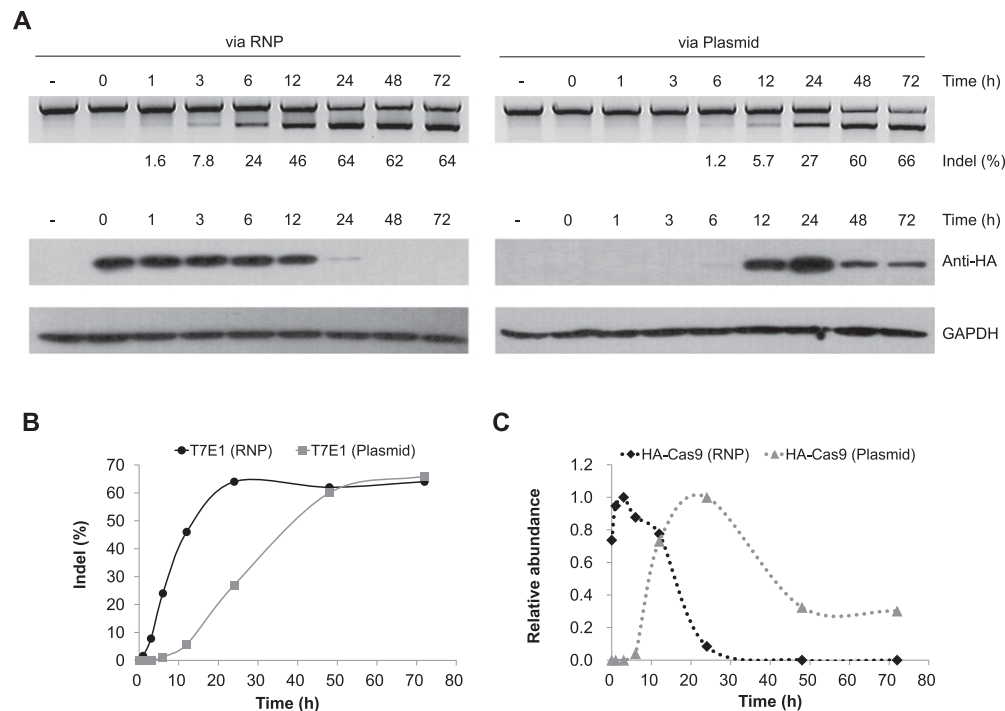 A
via RNP
via Plasmid
- 0 1 3 6 12 24 48 72
- 0 1 3 6 12 24 48 72 Time (h)
1.6 7.8 24 46 64 62 64
1.2 5.7 27 60 66 Indel (%)
- 0 1 3 6 12 24 48 72
- 0 1 3 6 12 24 48 72 Time (h)
Anti-HA
GAPDH
B
T7E1 (RNP) T7E1 (Plasmid)
Indel (%)
70
60
50
40
30
20
10
0
0 10 20 30 40 50 60 70 80
Time (h)
C
HA-Cas9 (RNP) HA-Cas9 (Plasmid)
Relative abundance
1.2
1.0
0.8
0.6
0.4
0.2
0.0
0 10 20 30 40 50 60 70 80
Time (h)